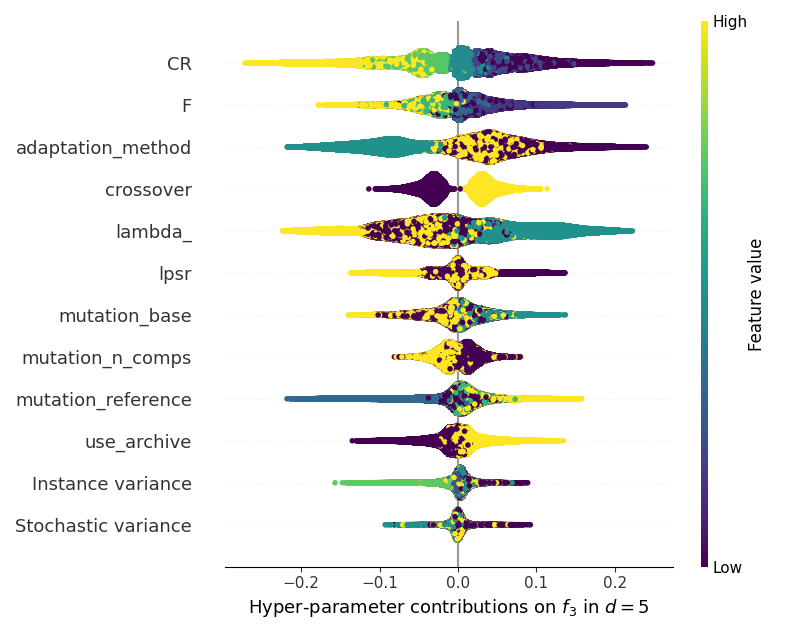 High
CR
F
adaptation_method
crossover
lambda_
lpsr
mutation_base
mutation_n_comps
mutation_reference
use_archive
Instance variance
Stochastic variance
Feature value
Low
−0.2 −0.1 0.0 0.1 0.2
Hyper-parameter contributions on f₃ in d = 5